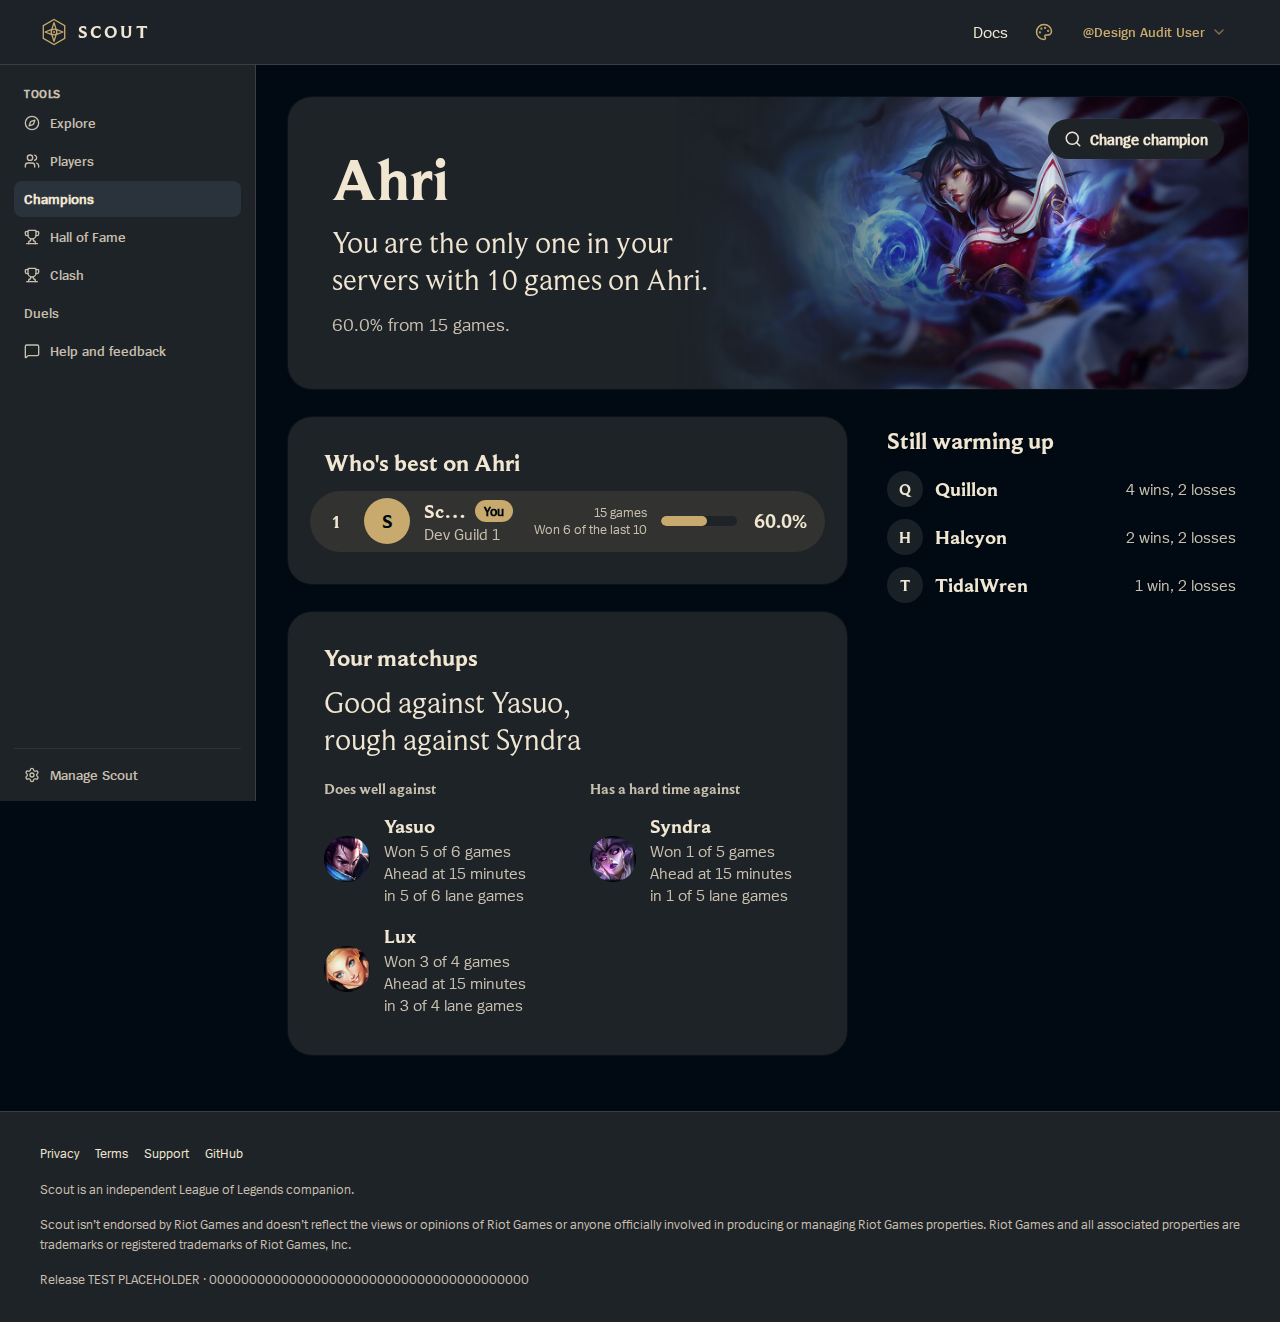 SCOUT
Docs
@Design Audit User
TOOLS
Explore
Players
Champions
Hall of Fame
Clash
Duels
Help and feedback
Manage Scout
Change champion
Ahri
You are the only one in your
servers with 10 games on Ahri.
60.0% from 15 games.
Who's best on Ahri
1
S
Sc...
You
Dev Guild 1
15 games
Won 6 of the last 10
60.0%
Still warming up
Q
Quillon
4 wins, 2 losses
H
Halcyon
2 wins, 2 losses
T
TidalWren
1 win, 2 losses
Your matchups
Good against Yasuo,
rough against Syndra
Does well against
Yasuo
Won 5 of 6 games
Ahead at 15 minutes
in 5 of 6 lane games
Lux
Won 3 of 4 games
Ahead at 15 minutes
in 3 of 4 lane games
Has a hard time against
Syndra
Won 1 of 5 games
Ahead at 15 minutes
in 1 of 5 lane games
Privacy Terms Support GitHub
Scout is an independent League of Legends companion.
Scout isn't endorsed by Riot Games and doesn't reflect the views or opinions of Riot Games or anyone officially involved in producing or managing Riot Games properties. Riot Games and all associated properties are
trademarks or registered trademarks of Riot Games, Inc.
Release TEST PLACEHOLDER · 0000000000000000000000000000000000000000